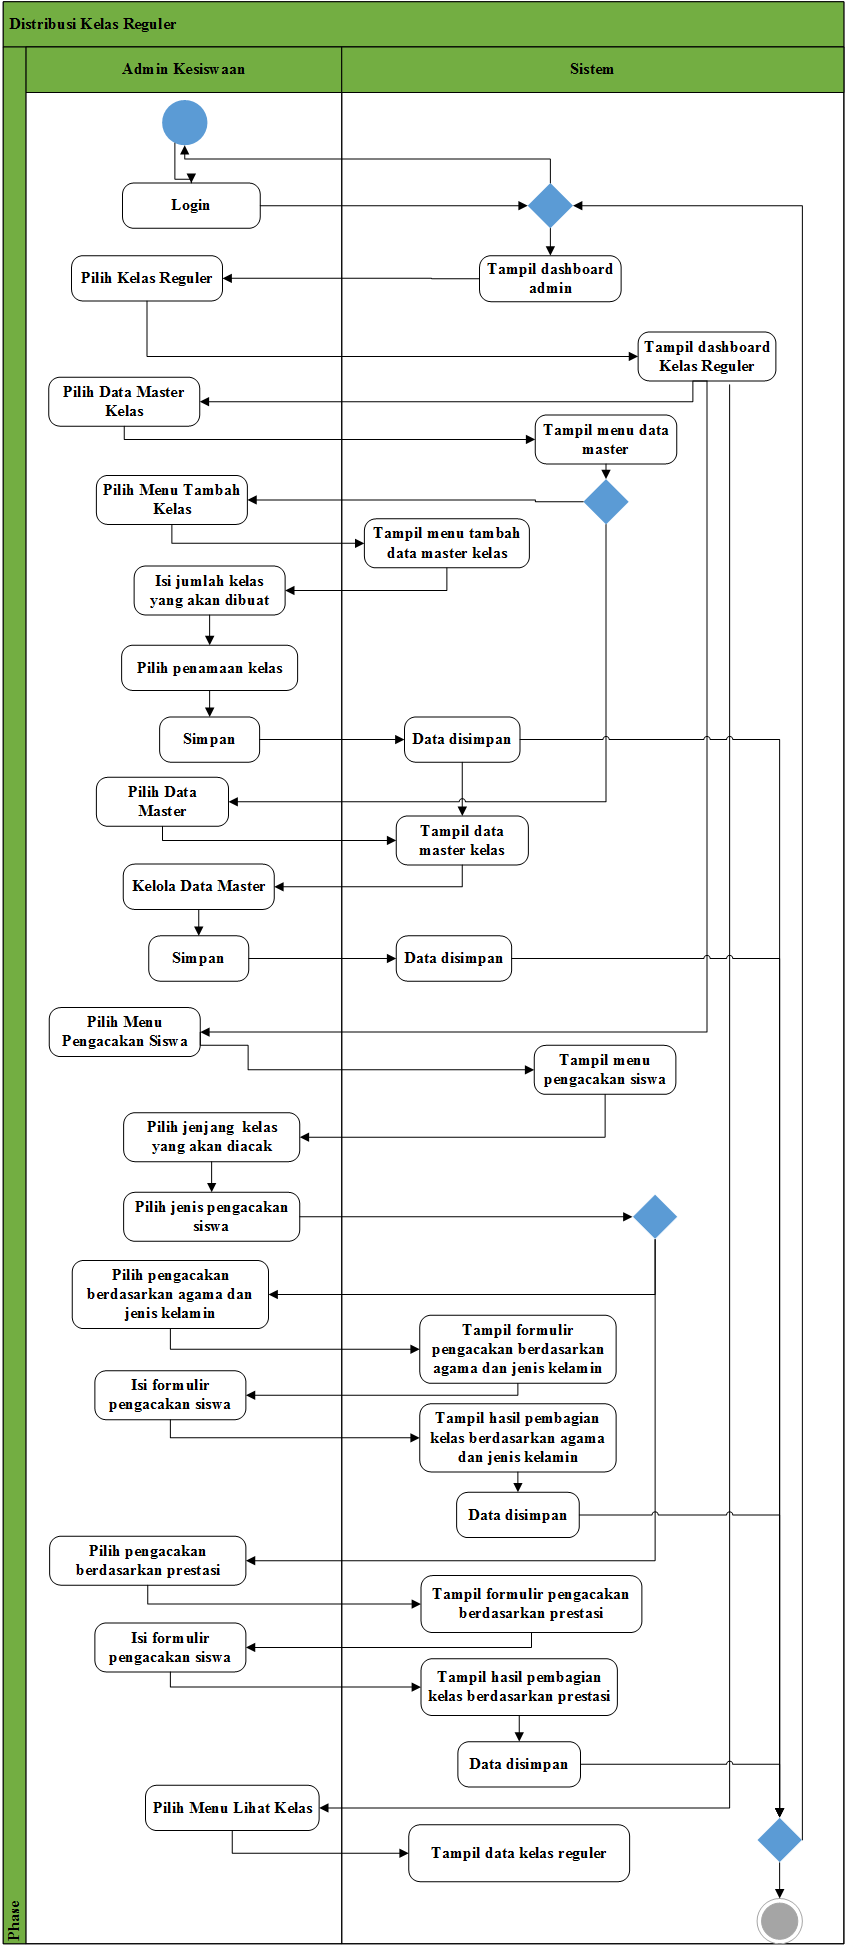 Distribusi Kelas Reguler
Admin Kesiswaan
Sistem
Login
Tampil dashboard
admin
Pilih Kelas Reguler
Tampil dashboard
Kelas Reguler
Pilih Data Master
Kelas
Tampil menu data
master
Pilih Menu Tambah
Kelas
Tampil menu tambah
data master kelas
Isi jumlah kelas
yang akan dibuat
Pilih penamaan kelas
Simpan
Data disimpan
Pilih Data
Master
Tampil data
master kelas
Kelola Data Master
Simpan
Data disimpan
Pilih Menu
Pengacakan Siswa
Tampil menu
pengacakan siswa
Pilih jenjang  kelas
yang akan diacak
Pilih jenis pengacakan
siswa
Pilih pengacakan
berdasarkan agama dan
jenis kelamin
Tampil formulir
pengacakan berdasarkan
agama dan jenis kelamin
Isi formulir
pengacakan siswa
Tampil hasil pembagian
kelas berdasarkan agama
dan jenis kelamin
Data disimpan
Pilih pengacakan
berdasarkan prestasi
Tampil formulir pengacakan
berdasarkan prestasi
Isi formulir
pengacakan siswa
Tampil hasil pembagian
kelas berdasarkan prestasi
Data disimpan
Pilih Menu Lihat Kelas
Tampil data kelas reguler
Phase